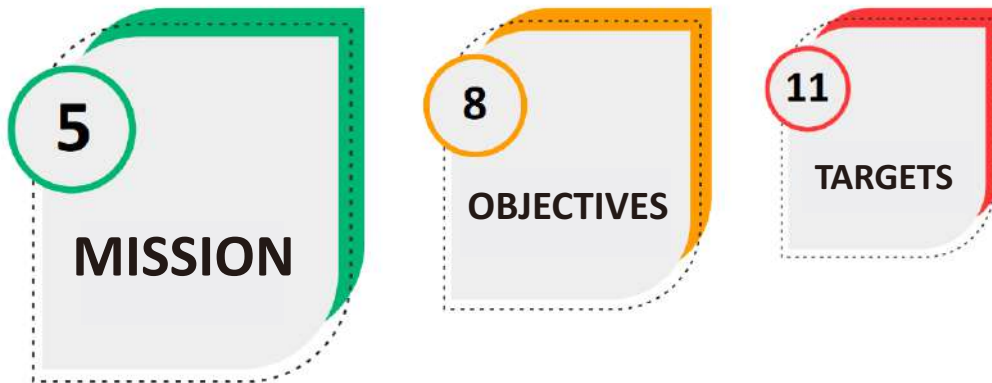 5
MISSION
8
OBJECTIVES
11
TARGETS